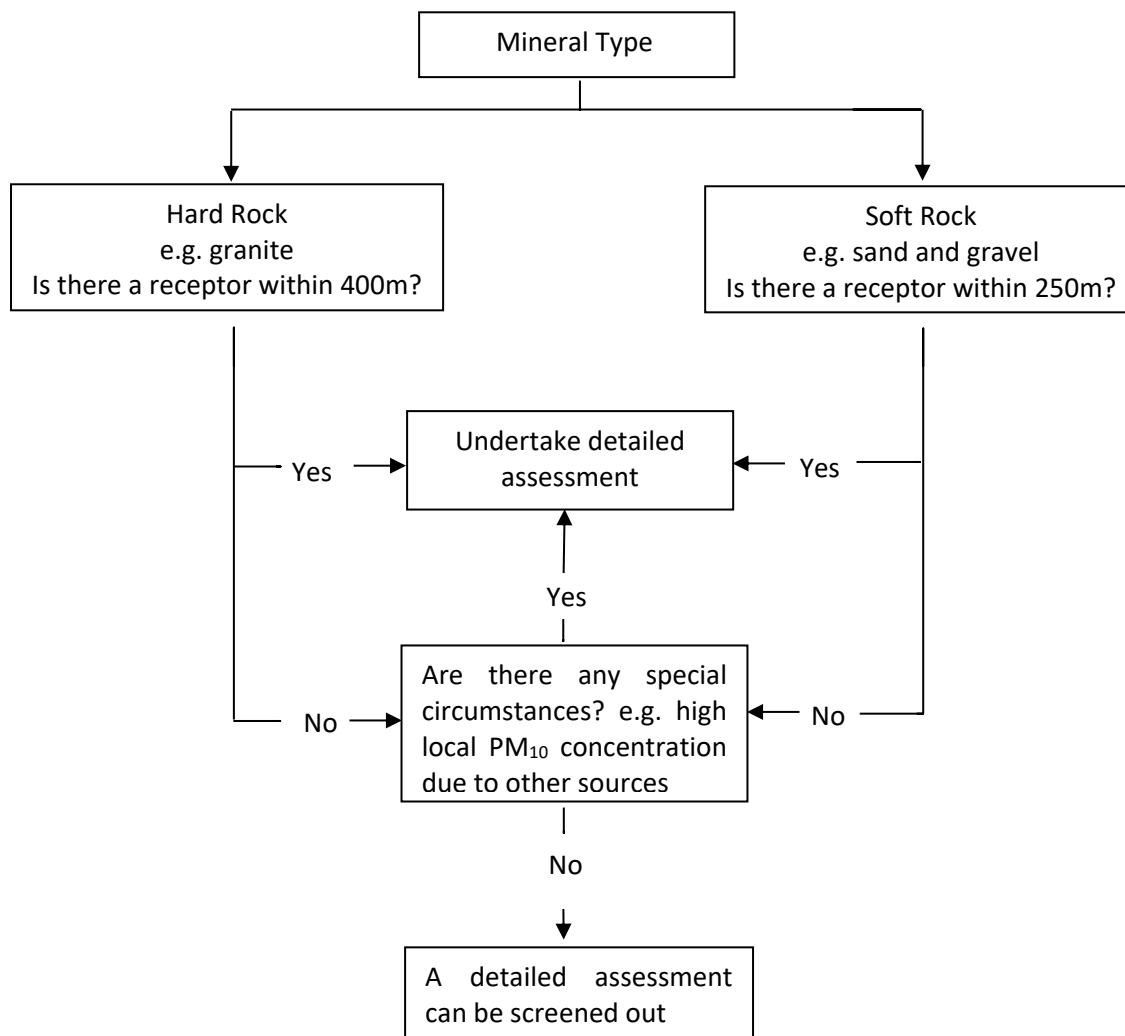 Mineral Type
Hard Rock
e.g. granite
Is there a receptor within 400m?
Soft Rock
e.g. sand and gravel
Is there a receptor within 250m?
Undertake detailed
assessment
Yes
Yes
Yes
Are there any special
circumstances? e.g. high
local PM₁₀ concentration
due to other sources
No
No
No
A detailed assessment
can be screened out